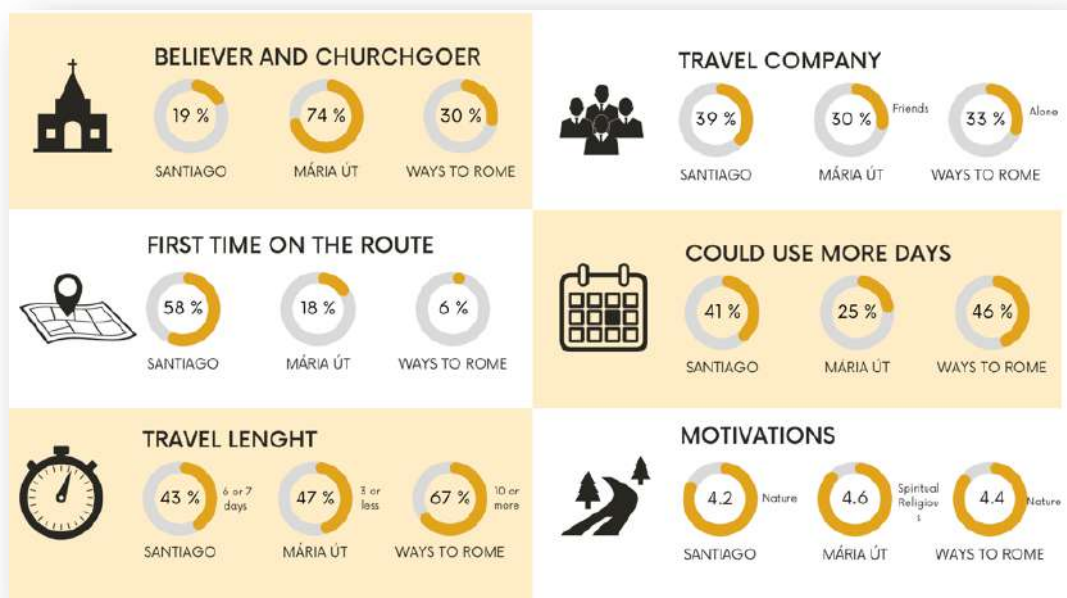 BELIEVER AND CHURCHGOER
19 %
74 %
30 %
SANTIAGO
MÁRIA ÚT
WAYS TO ROME
TRAVEL COMPANY
39 %
30 %
Friends
33 %
Alone
SANTIAGO
MÁRIA ÚT
WAYS TO ROME
FIRST TIME ON THE ROUTE
58 %
18 %
6 %
SANTIAGO
MÁRIA ÚT
WAYS TO ROME
COULD USE MORE DAYS
41 %
25 %
46 %
SANTIAGO
MÁRIA ÚT
WAYS TO ROME
TRAVEL LENGHT
43 %
6 or 7
days
47 %
3 or
less
67 %
10 or
more
SANTIAGO
MÁRIA ÚT
WAYS TO ROME
MOTIVATIONS
4.2
Nature
4.6
Spiritual
Religiou
s
4.4
Nature
SANTIAGO
MÁRIA ÚT
WAYS TO ROME